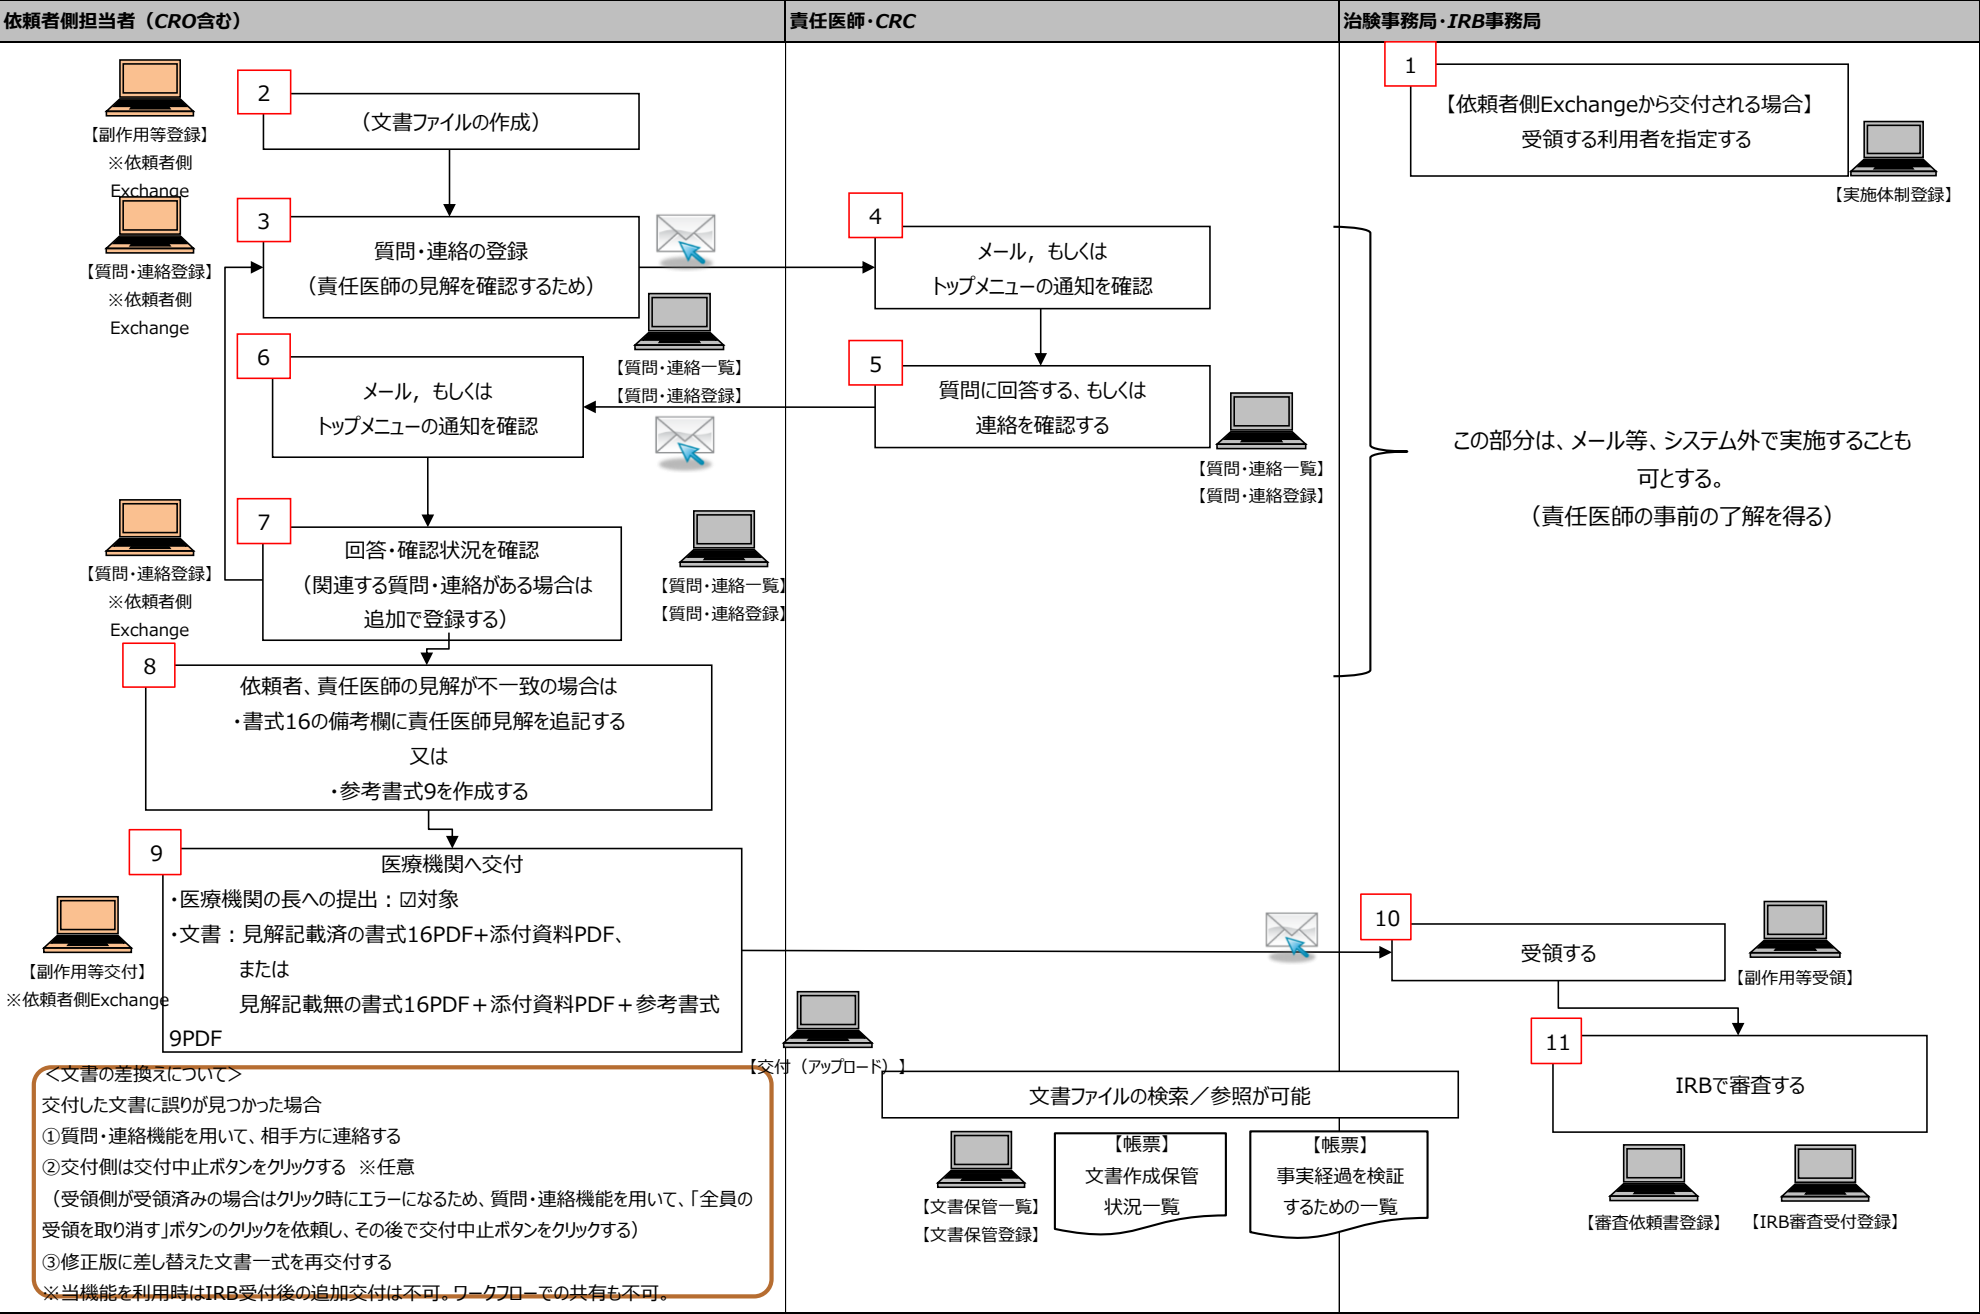 依頼者側担当者（CRO含む）
責任医師・CRC
治験事務局・IRB事務局
1
【依頼者側Exchangeから交付される場合】
受領する利用者を指定する
【実施体制登録】
2
（文書ファイルの作成）
【副作用等登録】
※依頼者側
Exchange
3
質問・連絡の登録
（責任医師の見解を確認するため）
【質問・連絡登録】
※依頼者側
Exchange
【質問・連絡一覧】
【質問・連絡登録】
4
メール，もしくは
トップメニューの通知を確認
5
質問に回答する、もしくは
連絡を確認する
【質問・連絡一覧】
【質問・連絡登録】
6
メール，もしくは
トップメニューの通知を確認
この部分は、メール等、システム外で実施することも
可とする。
（責任医師の事前の了解を得る）
7
回答・確認状況を確認
（関連する質問・連絡がある場合は
追加で登録する）
【質問・連絡登録】
※依頼者側
Exchange
【質問・連絡一覧】
【質問・連絡登録】
8
依頼者、責任医師の見解が不一致の場合は
・書式16の備考欄に責任医師見解を追記する
又は
・参考書式9を作成する
9
医療機関へ交付
・医療機関の長への提出：☑対象
・文書：見解記載済の書式16PDF+添付資料PDF、
または
見解記載無の書式16PDF＋添付資料PDF＋参考書式
9PDF
【副作用等交付】
※依頼者側Exchange
【交付（アップロード）】
10
受領する
【副作用等受領】
11
IRBで審査する
【審査依頼書登録】
【IRB審査受付登録】
文書ファイルの検索／参照が可能
【文書保管一覧】
【文書保管登録】
【帳票】
文書作成保管
状況一覧
【帳票】
事実経過を検証
するための一覧
＜文書の差換えについて＞
交付した文書に誤りが見つかった場合
①質問・連絡機能を用いて、相手方に連絡する
②交付側は交付中止ボタンをクリックする ※任意
（受領側が受領済みの場合はクリック時にエラーになるため、質問・連絡機能を用いて、「全員の
受領を取り消す」ボタンのクリックを依頼し、その後で交付中止ボタンをクリックする）
③修正版に差し替えた文書一式を再交付する
※当機能を利用時はIRB受付後の追加交付は不可。ワークフローでの共有も不可。